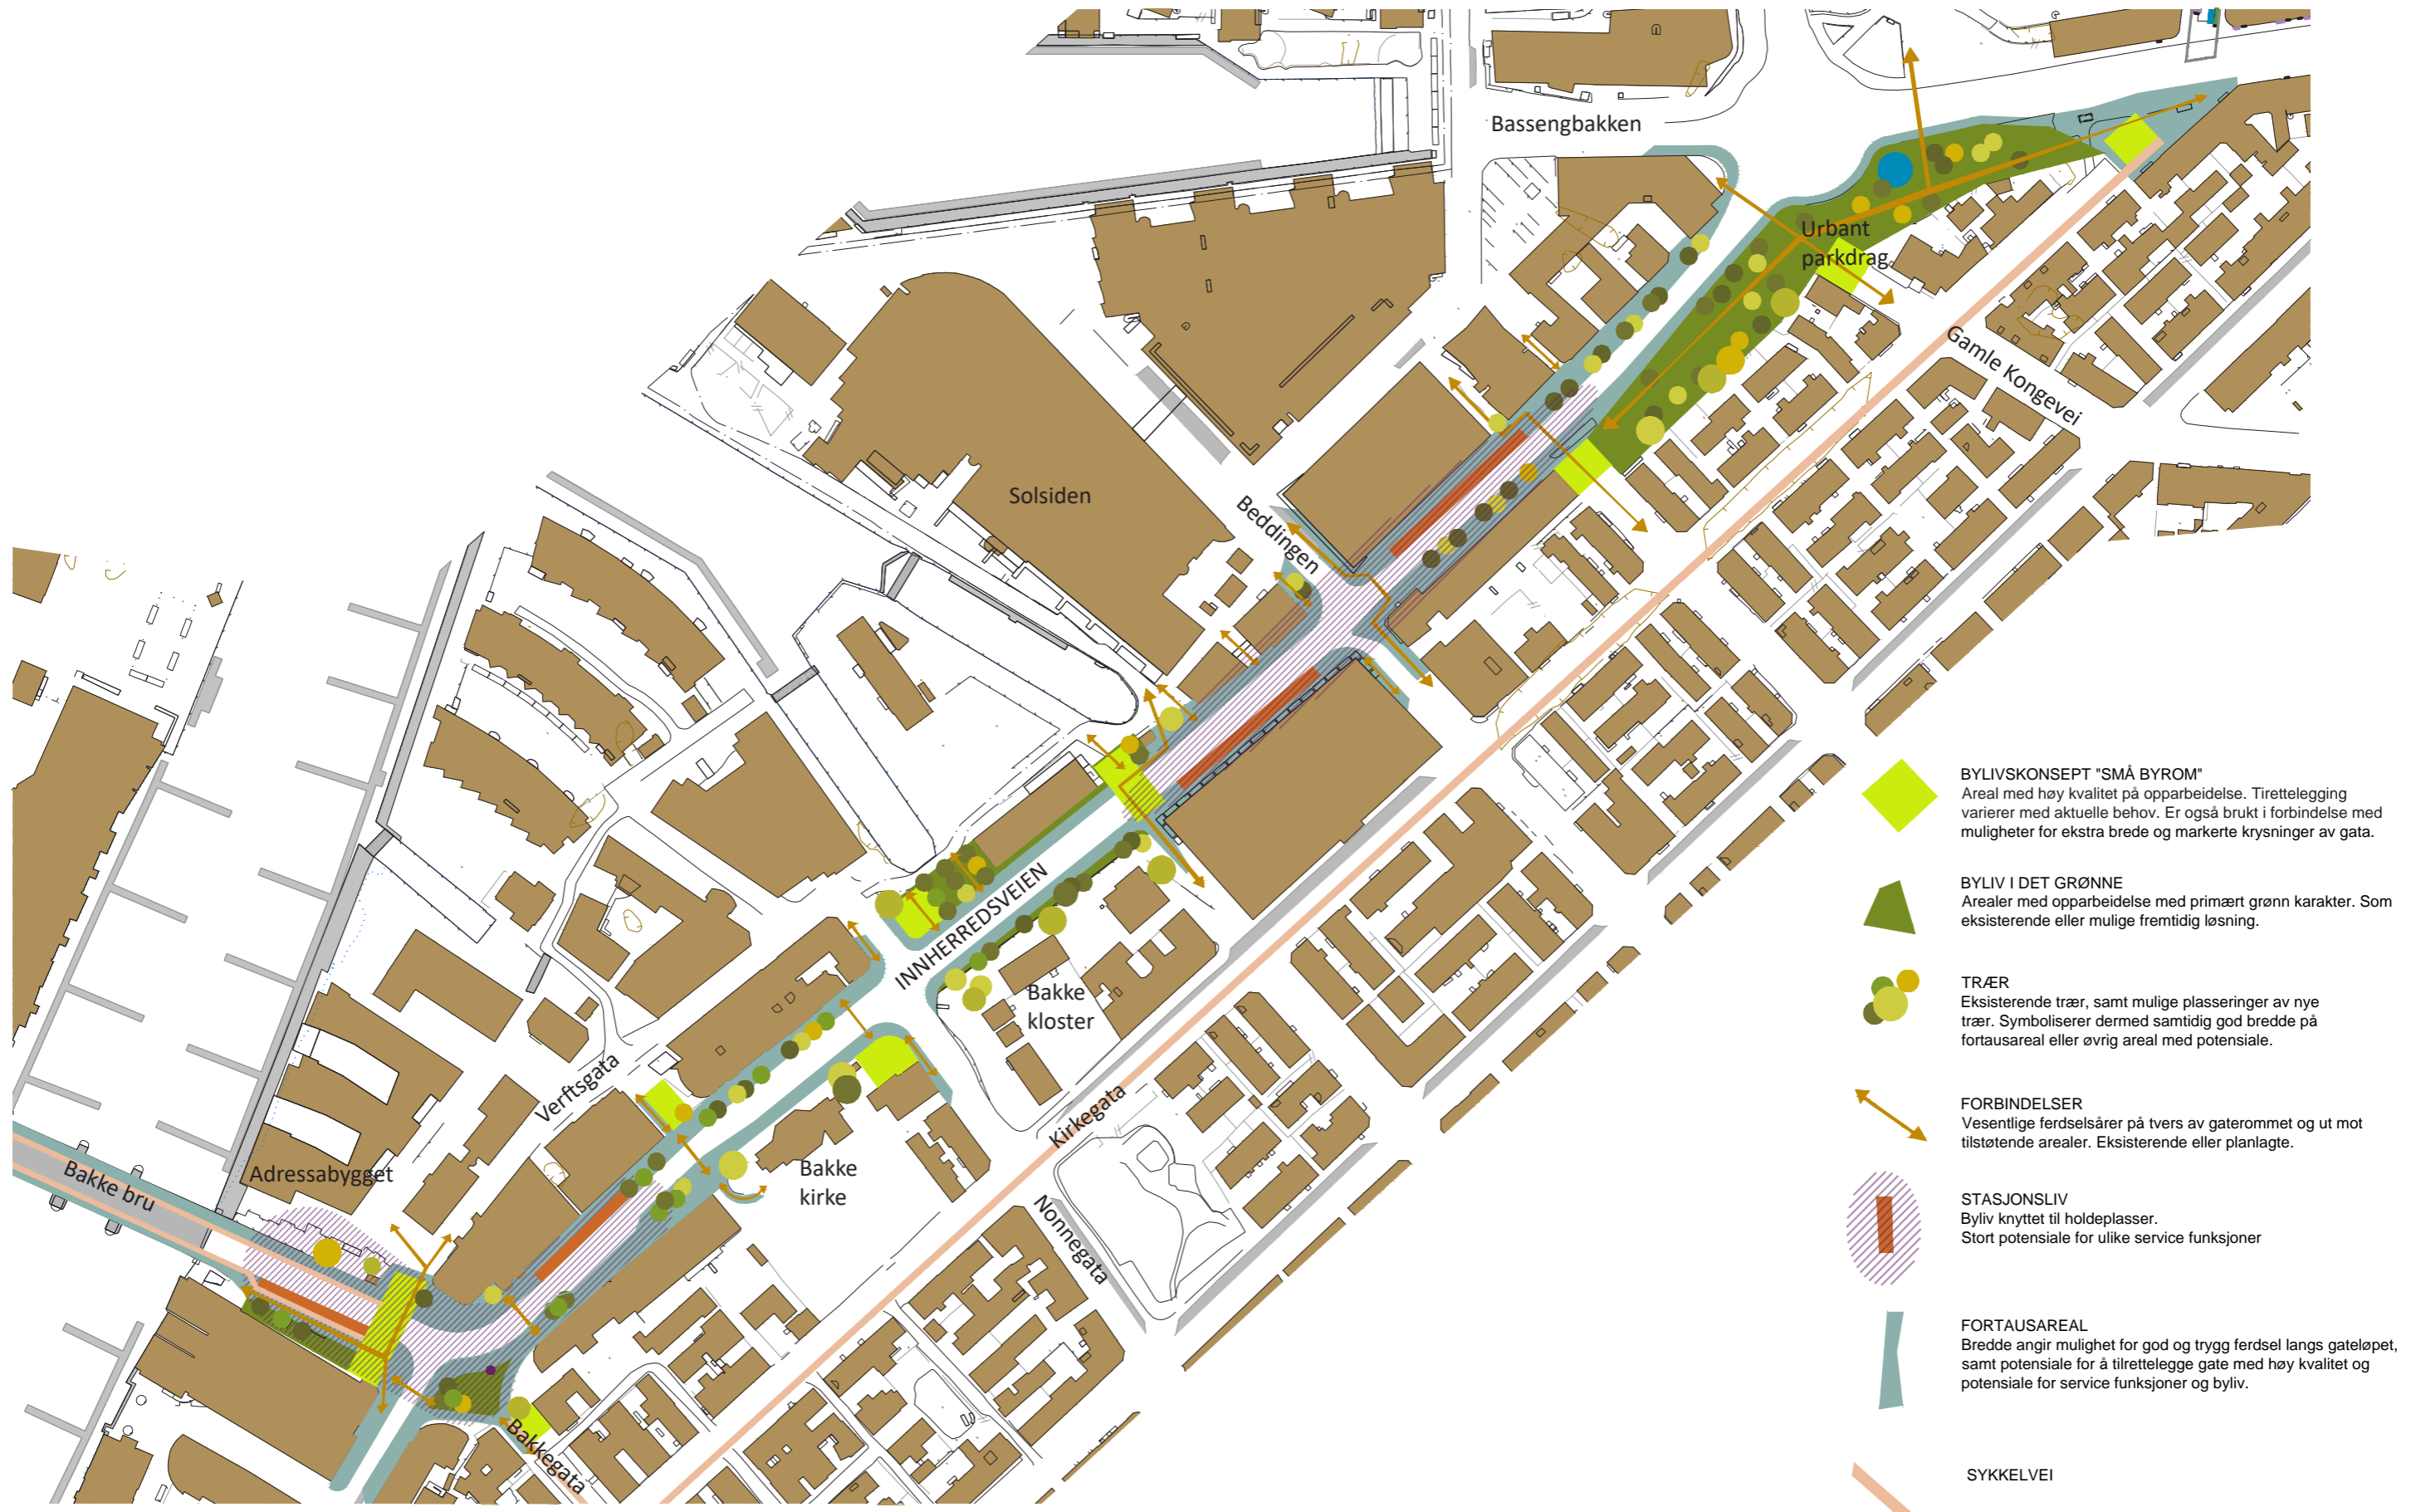 Bassengbakken
Urbant
parkdrag
Gamle Kongevei
Solsiden
Beddingen
INNHERREDSVEIEN
Bakke
kloster
Verftsgata
Kirkegata
Bakke
kirke
Adressabygget
Bakke bru
Nonnegata
Bakkegata
BYLIVSKONSEPT "SMÅ BYROM"
Areal med høy kvalitet på opparbeidelse. Tirettelegging
varierer med aktuelle behov. Er også brukt i forbindelse med
muligheter for ekstra brede og markerte krysninger av gata.
BYLIV I DET GRØNNE
Arealer med opparbeidelse med primært grønn karakter. Som
eksisterende eller mulige fremtidig løsning.
TRÆR
Eksisterende trær, samt mulige plasseringer av nye
trær. Symboliserer dermed samtidig god bredde på
fortausareal eller øvrig areal med potensiale.
FORBINDELSER
Vesentlige ferdselsårer på tvers av gaterommet og ut mot
tilstøtende arealer. Eksisterende eller planlagte.
STASJONSLIV
Byliv knyttet til holdeplasser.
Stort potensiale for ulike service funksjoner
FORTAUSAREAL
Bredde angir mulighet for god og trygg ferdsel langs gateløpet,
samt potensiale for å tilrettelegge gate med høy kvalitet og
potensiale for service funksjoner og byliv.
SYKKELVEI